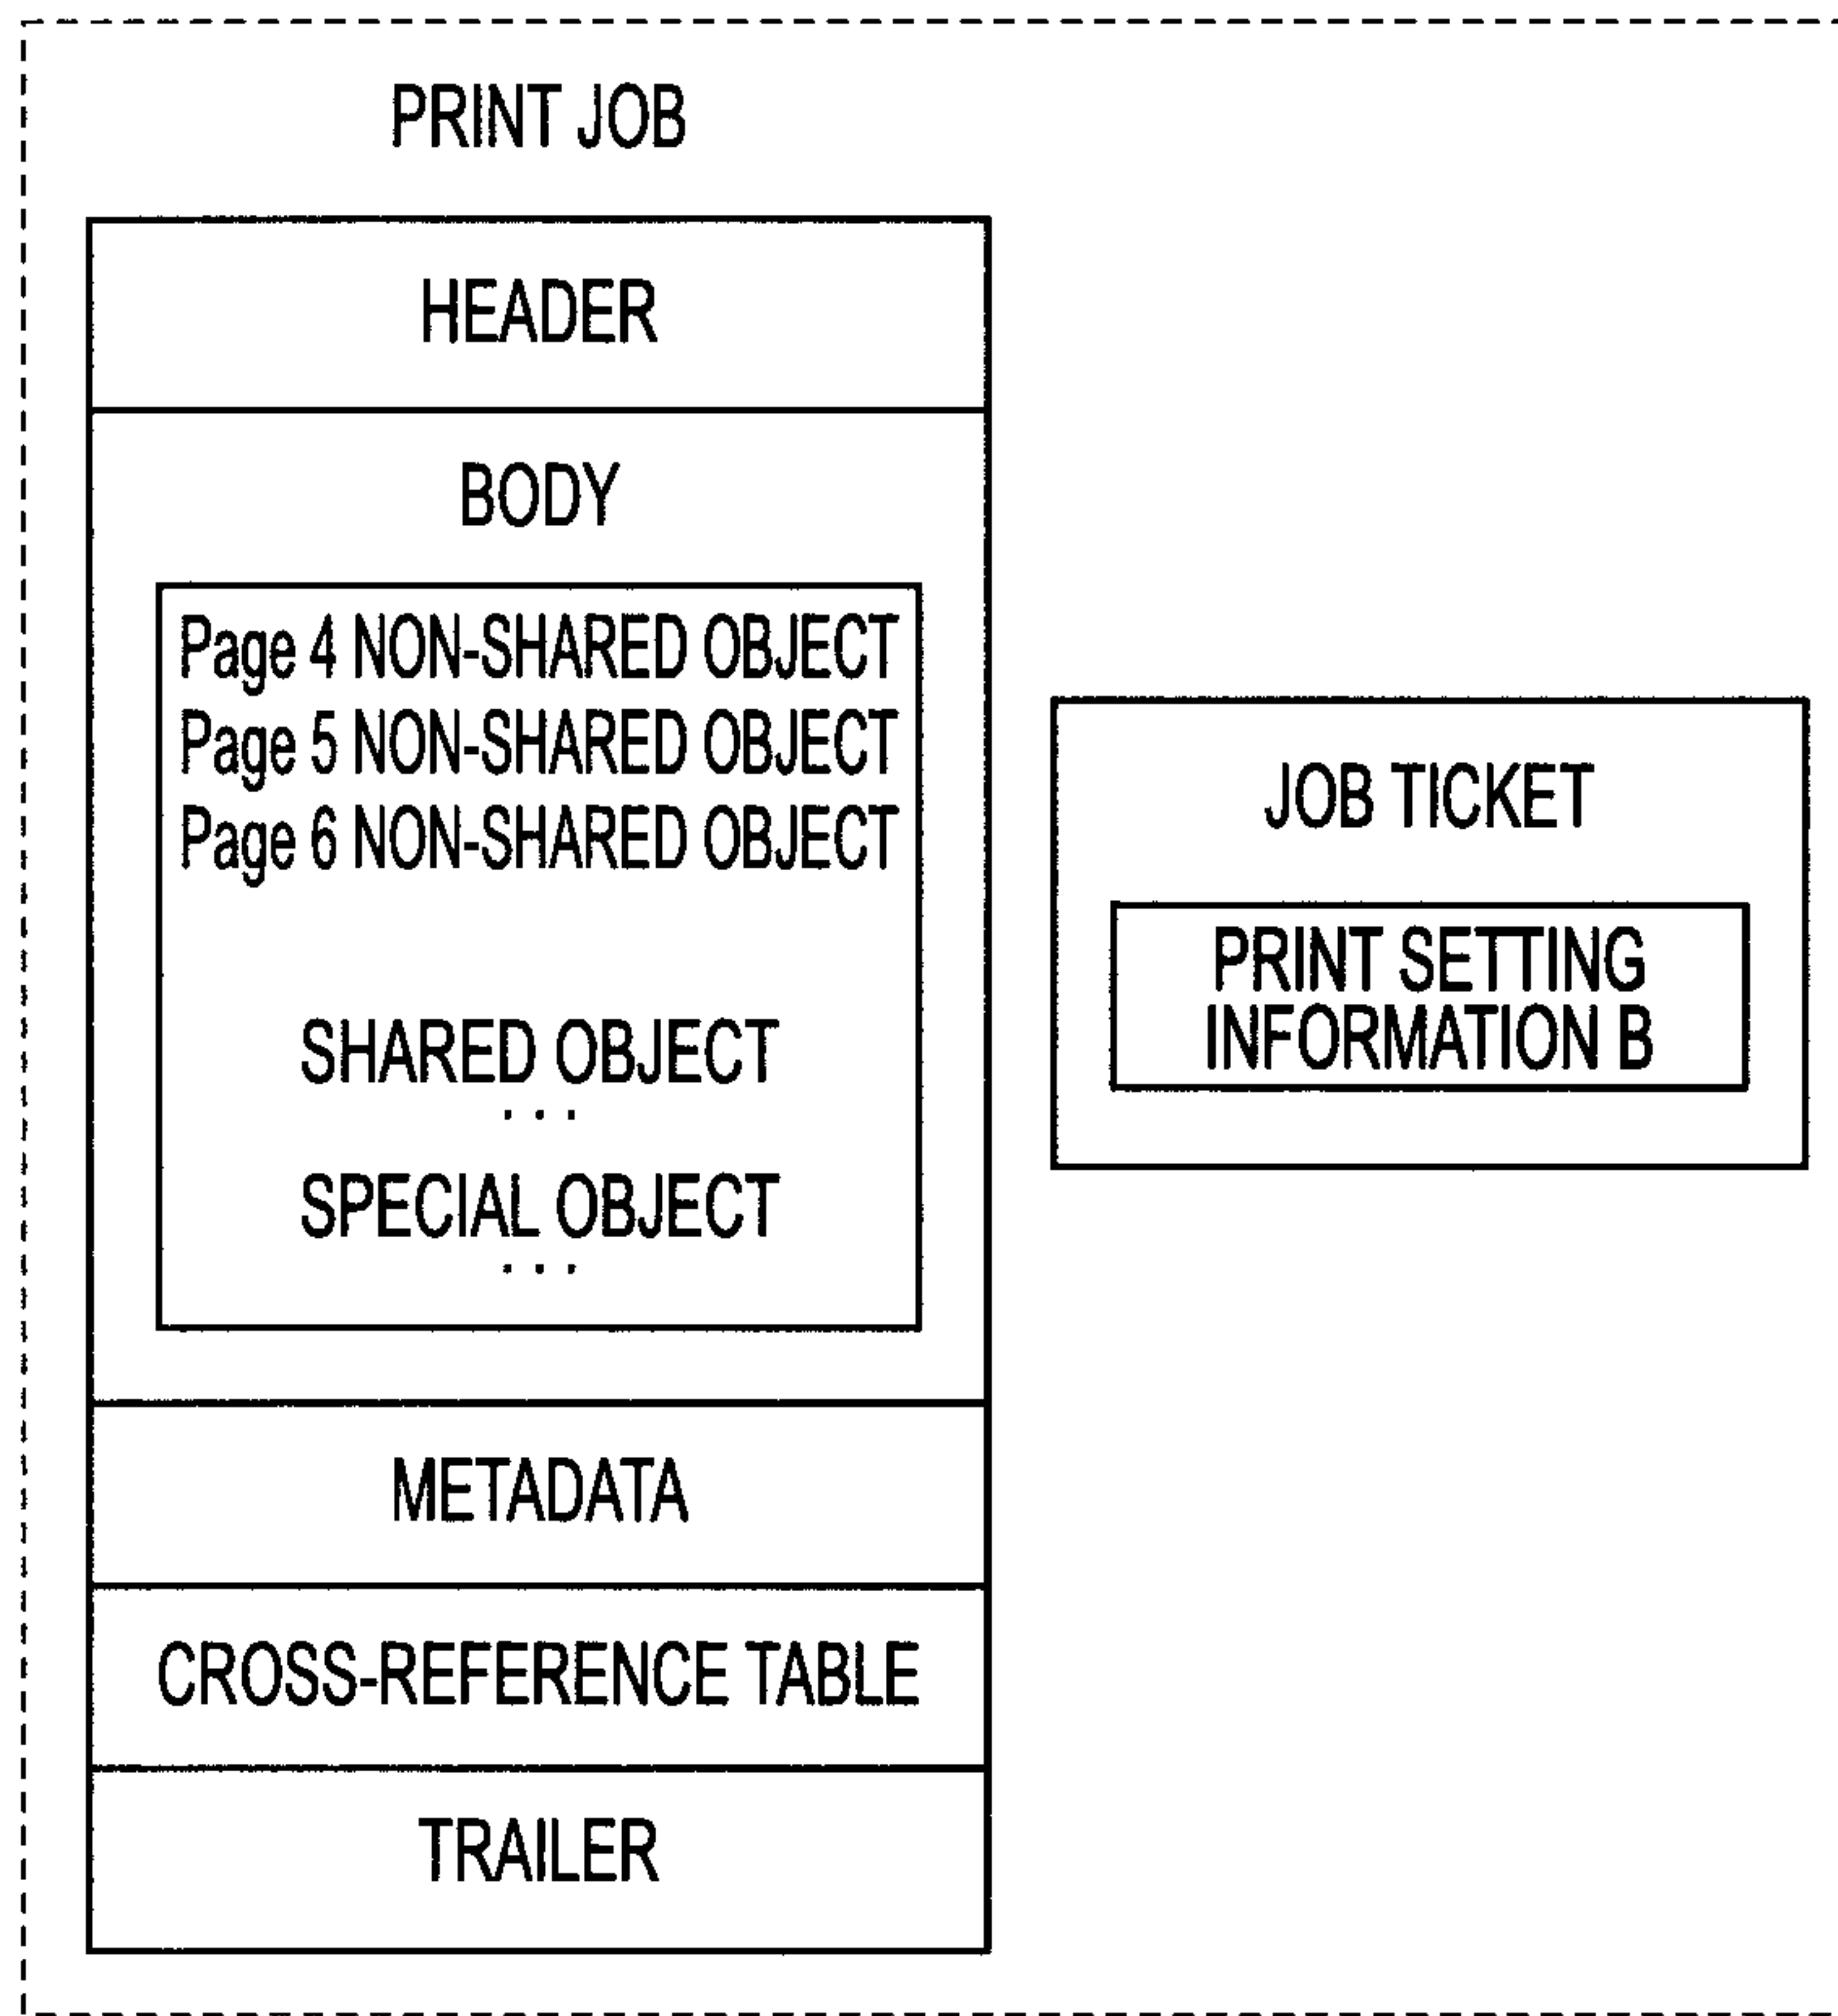 PRINT JOB
HEADER
BODY
Page 4 NON-SHARED OBJECT
Page 5 NON-SHARED OBJECT
Page 6 NON-SHARED OBJECT
SHARED OBJECT
...
SPECIAL OBJECT
...
METADATA
CROSS-REFERENCE TABLE
TRAILER
JOB TICKET
PRINT SETTING
INFORMATION B